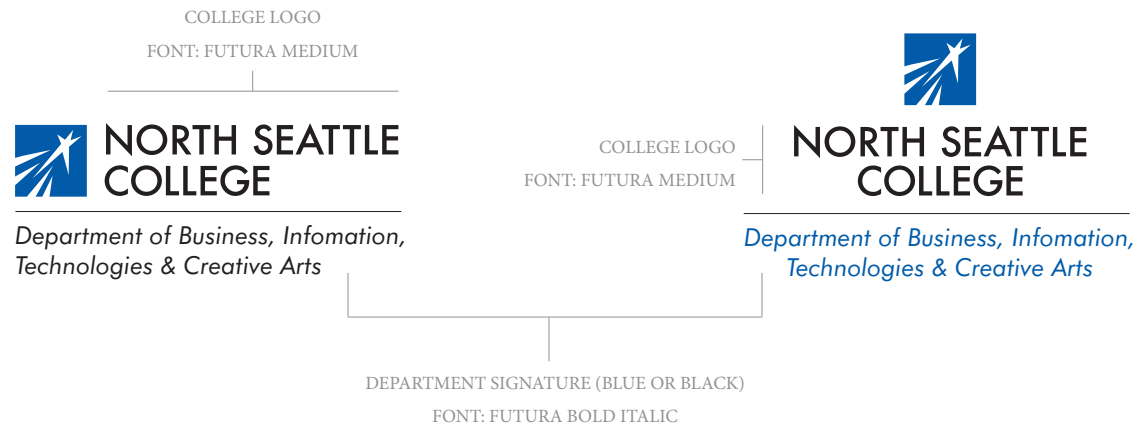 COLLEGE LOGO
FONT: FUTURA MEDIUM
NORTH SEATTLE
COLLEGE
Department of Business, Infomation,
Technologies & Creative Arts
COLLEGE LOGO
FONT: FUTURA MEDIUM
NORTH SEATTLE
COLLEGE
Department of Business, Infomation,
Technologies & Creative Arts
DEPARTMENT SIGNATURE (BLUE OR BLACK)
FONT: FUTURA BOLD ITALIC